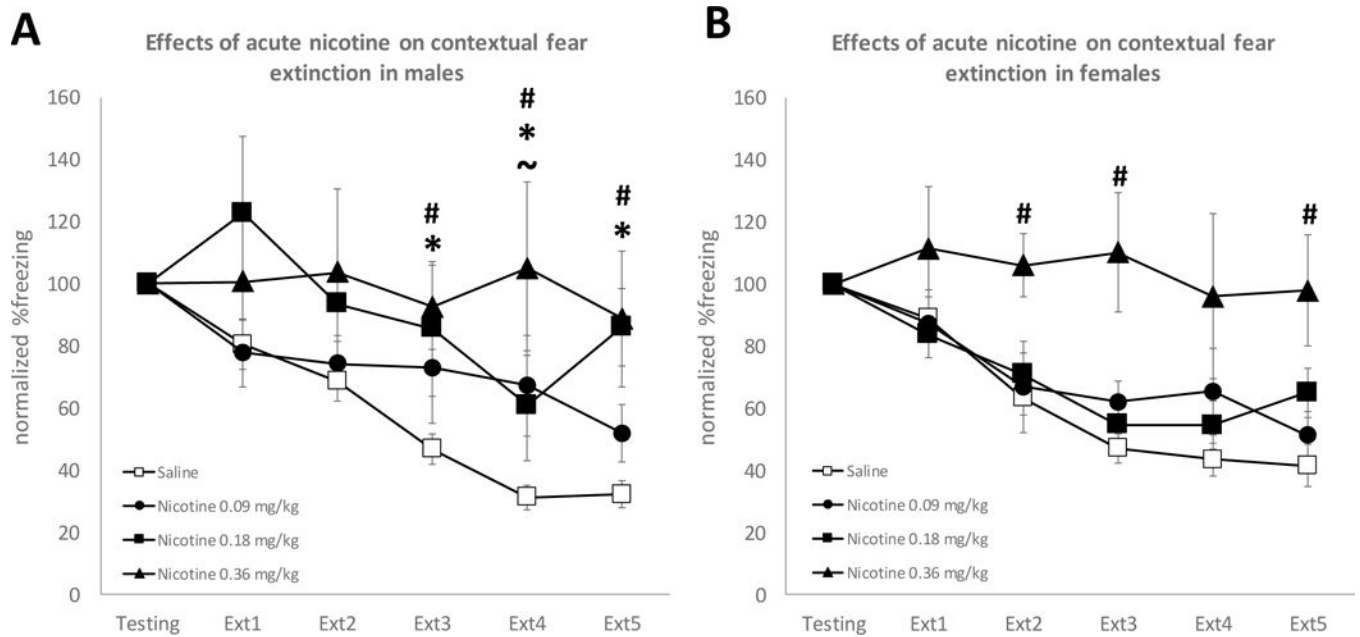 A
Effects of acute nicotine on contextual fear
extinction in males
normalized %freezing
160
140
120
100
80
60
40
20
0
#
*
#
*
~
#
*
Saline
Nicotine 0.09 mg/kg
Nicotine 0.18 mg/kg
Nicotine 0.36 mg/kg
Testing Ext1 Ext2 Ext3 Ext4 Ext5
B
Effects of acute nicotine on contextual fear
extinction in females
normalized %freezing
160
140
120
100
80
60
40
20
0
#
#
#
Saline
Nicotine 0.09 mg/kg
Nicotine 0.18 mg/kg
Nicotine 0.36 mg/kg
Testing Ext1 Ext2 Ext3 Ext4 Ext5